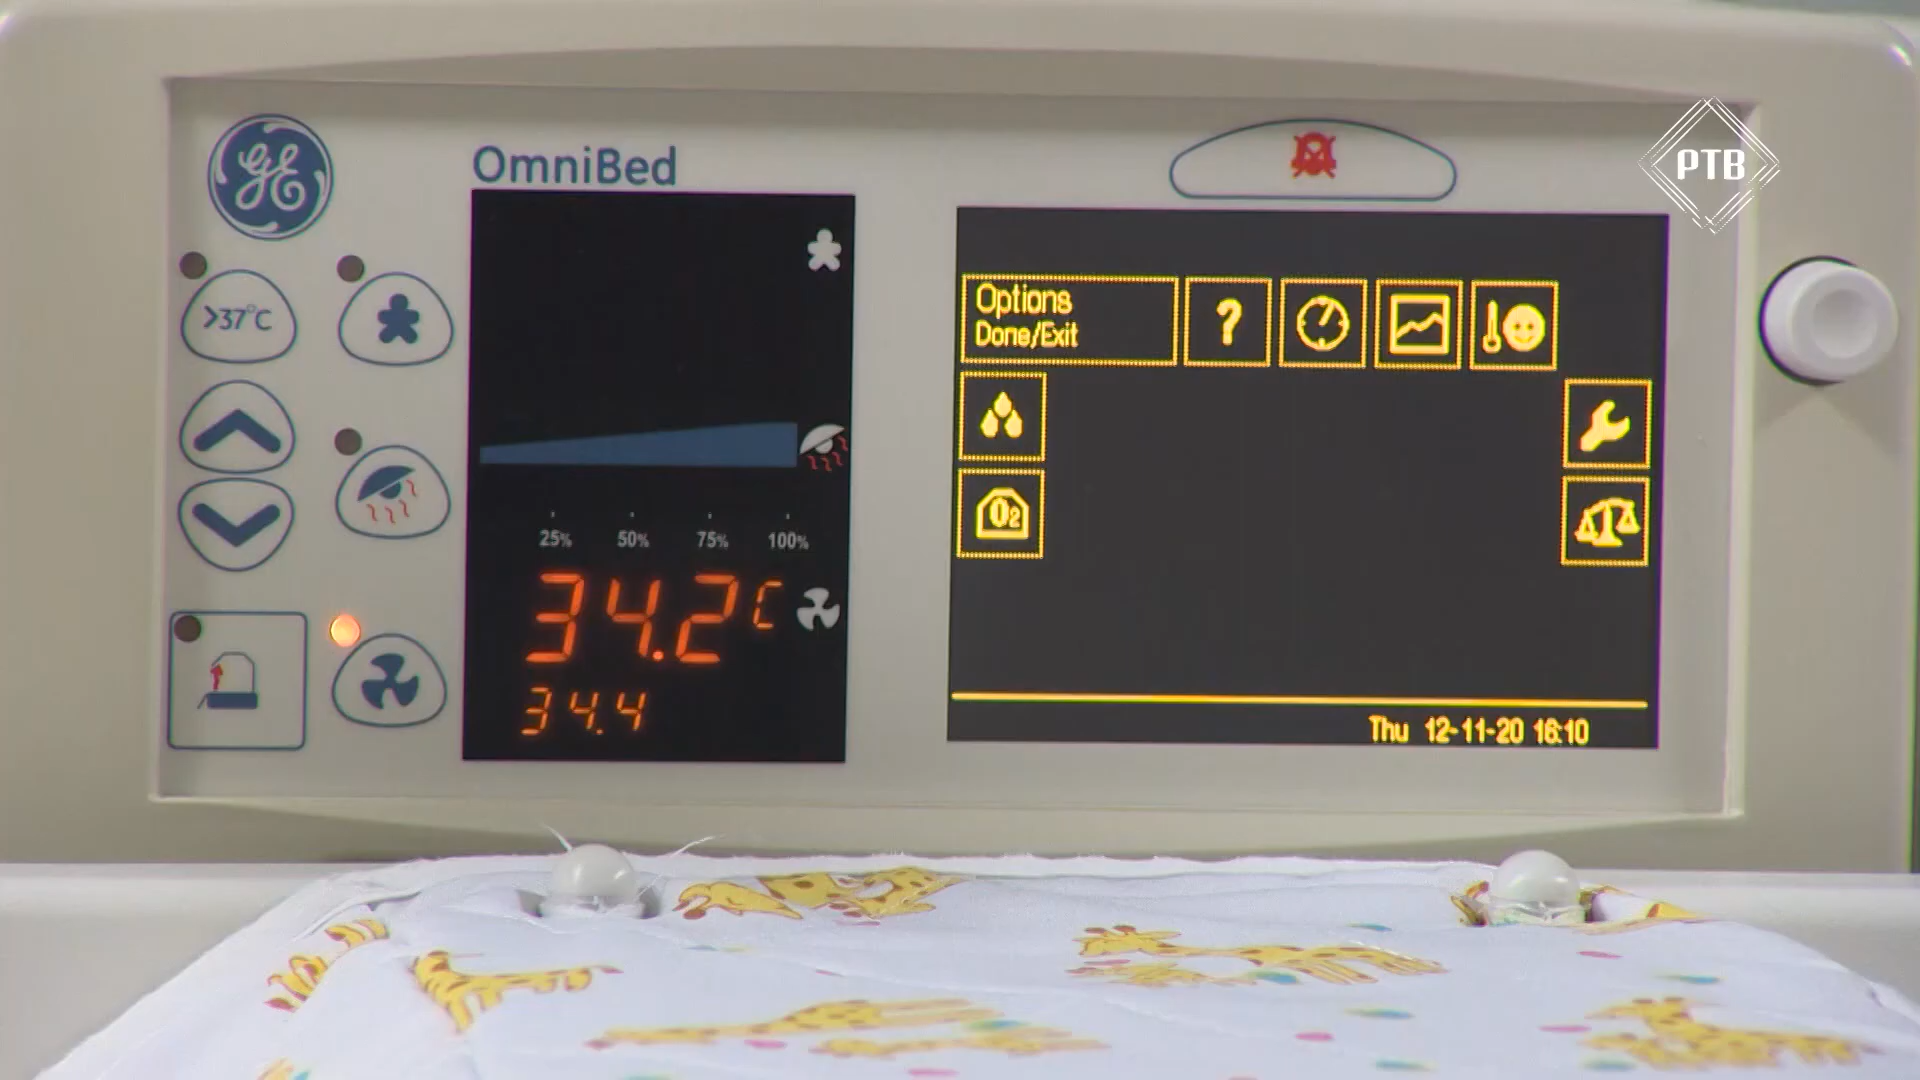 GE
OmniBed
PTB
>37°C
25% 50% 75% 100%
34.2 C
34.4
Options
Done/Exit
?
O2
Thu 12-11-20 16:10